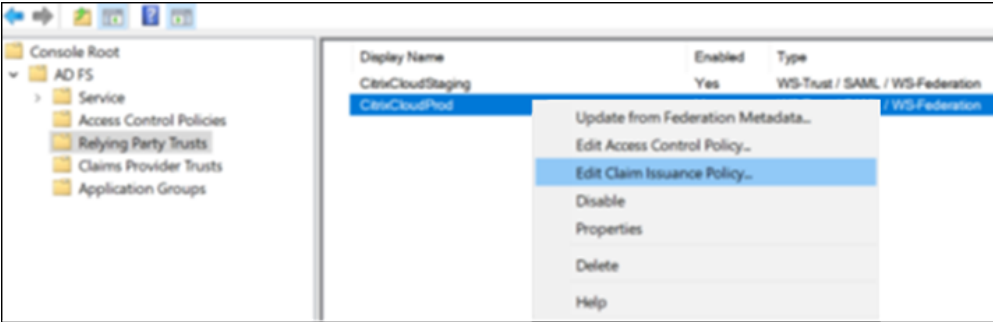 Console Root
AD FS
Service
Access Control Policies
Relying Party Trusts
Claims Provider Trusts
Application Groups
Display Name Enabled Type
CitrixCloudStaging Yes WS-Trust / SAML / WS-Federation
CitrixCloudProd / WS-Federation
Update from Federation Metadata...
Edit Access Control Policy...
Edit Claim Issuance Policy...
Disable
Properties
Delete
Help